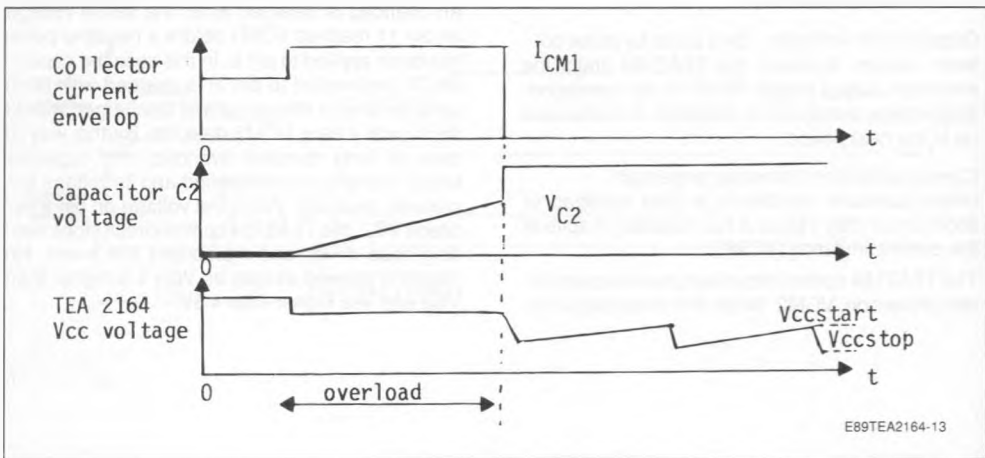 Collector
current
envelop
I
CM1
t
0
Capacitor C2
voltage
V
C2
t
0
TEA 2164
Vcc voltage
Vccstart
Vccstop
t
0
overload
E89TEA2164-13